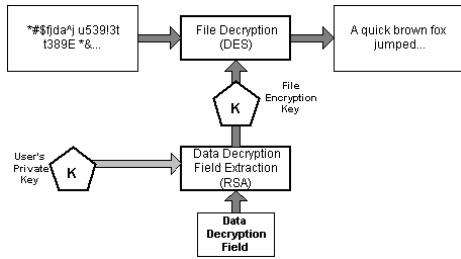 *#$fjda^j u539!3t
t389E *&...
File Decryption
(DES)
A quick brown fox
jumped...
K
File
Encryption
Key
User's
Private
Key
K
Data Decryption
Field Extraction
(RSA)
Data
Decryption
Field